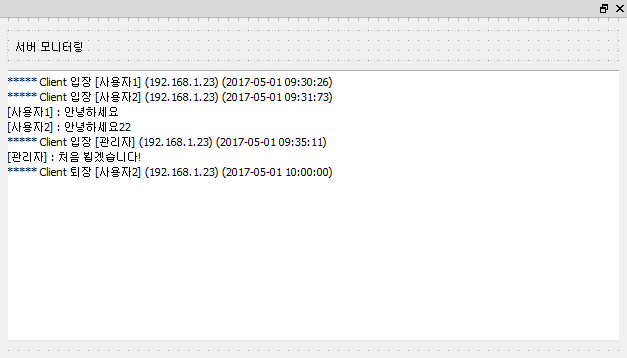 서버 모니터링
***** Client 입장 [사용자1] (192.168.1.23) (2017-05-01 09:30:26)
***** Client 입장 [사용자2] (192.168.1.23) (2017-05-01 09:31:73)
[사용자1] : 안녕하세요
[사용자2] : 안녕하세요22
***** Client 입장 [관리자] (192.168.1.23) (2017-05-01 09:35:11)
[관리자] : 처음 뵙겠습니다!
***** Client 퇴장 [사용자2] (192.168.1.23) (2017-05-01 10:00:00)